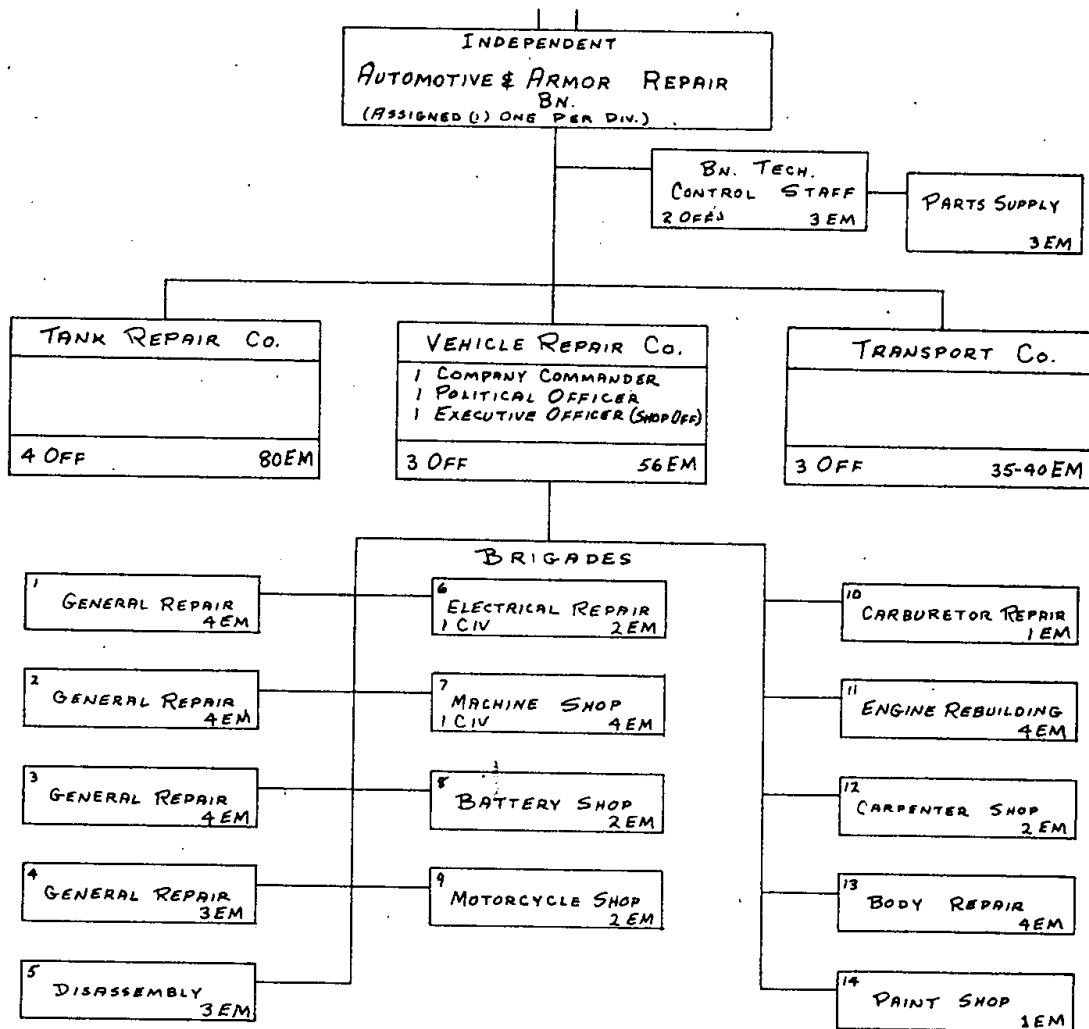 INDEPENDENT
AUTOMOTIVE & ARMOR REPAIR
BN.
(ASSIGNED (1) ONE PER DIV.)
BN. TECH.
CONTROL STAFF
2 OFF'S 3 EM
PARTS SUPPLY
3 EM
TANK REPAIR CO.
4 OFF 80 EM
VEHICLE REPAIR CO.
1 COMPANY COMMANDER
1 POLITICAL OFFICER
1 EXECUTIVE OFFICER (SHOP OFF)
3 OFF 56 EM
TRANSPORT CO.
3 OFF 35-40 EM
BRIGADES
1
GENERAL REPAIR
4 EM
2
GENERAL REPAIR
4 EM
3
GENERAL REPAIR
4 EM
4
GENERAL REPAIR
3 EM
5
DISASSEMBLY
3 EM
6
ELECTRICAL REPAIR
1 CIV 2 EM
7
MACHINE SHOP
1 CIV 4 EM
8
BATTERY SHOP
2 EM
9
MOTORCYCLE SHOP
2 EM
10
CARBURETOR REPAIR
1 EM
11
ENGINE REBUILDING
4 EM
12
CARPENTER SHOP
2 EM
13
BODY REPAIR
4 EM
14
PAINT SHOP
1 EM